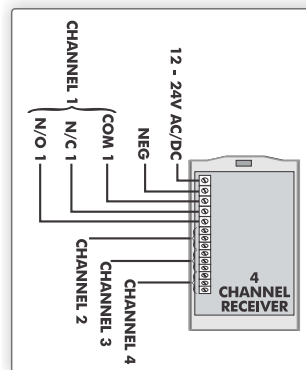 CHANNEL 1
N/O 1
N/C 1
COM 1
NEG
12 - 24V AC/DC
CHANNEL 2
CHANNEL 3
CHANNEL 4
4
CHANNEL
RECEIVER